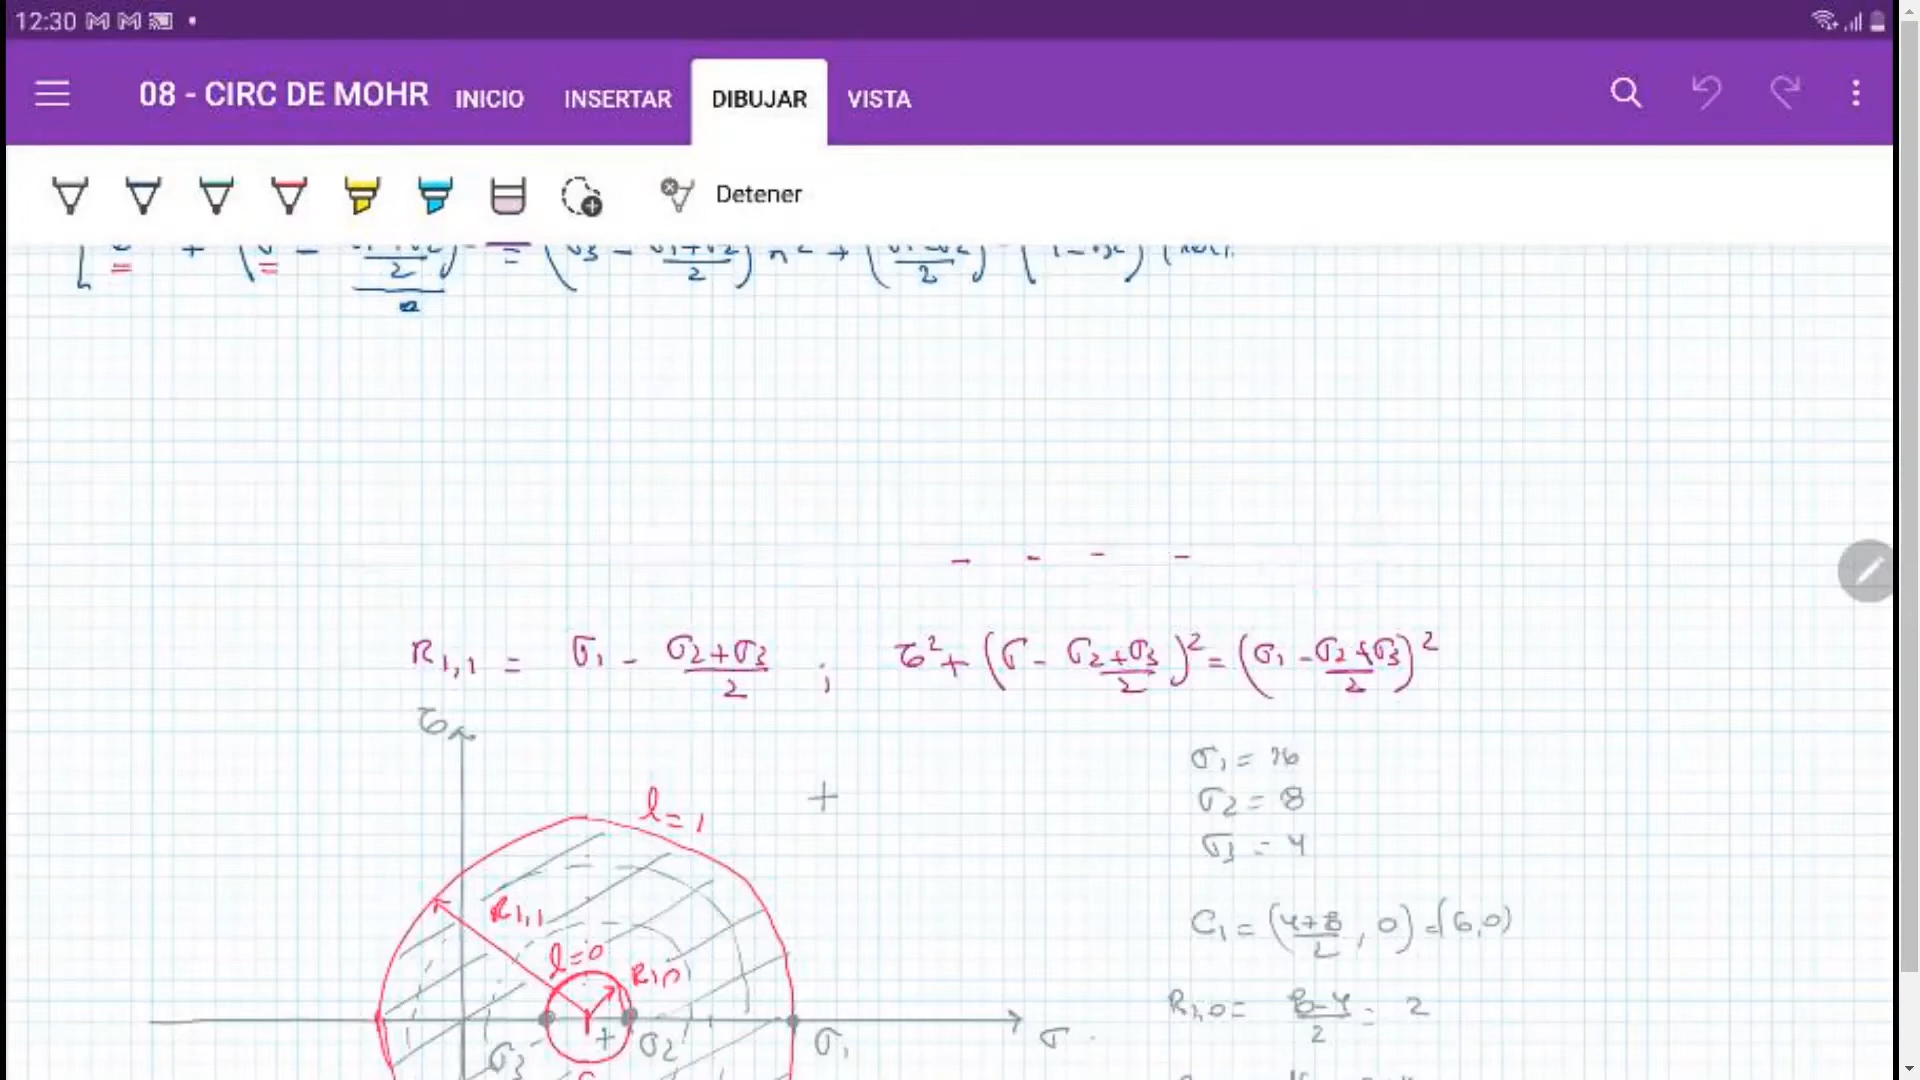 12:30
08 - CIRC DE MOHR INICIO INSERTAR DIBUJAR VISTA
Detener
R1,1 = σ1 - (σ2+σ3)/2 ; τ² + (σ - (σ2+σ3)/2)² = (σ1 - (σ2+σ3)/2)²
τ
σ1 = 16
l=1
σ2 = 8
σ3 = 4
R1,1
C1 = ((4+8)/2, 0) = (6,0)
l=0
R1,0
R1,0 = (8-4)/2 = 2
σ3 σ2 σ1 σ